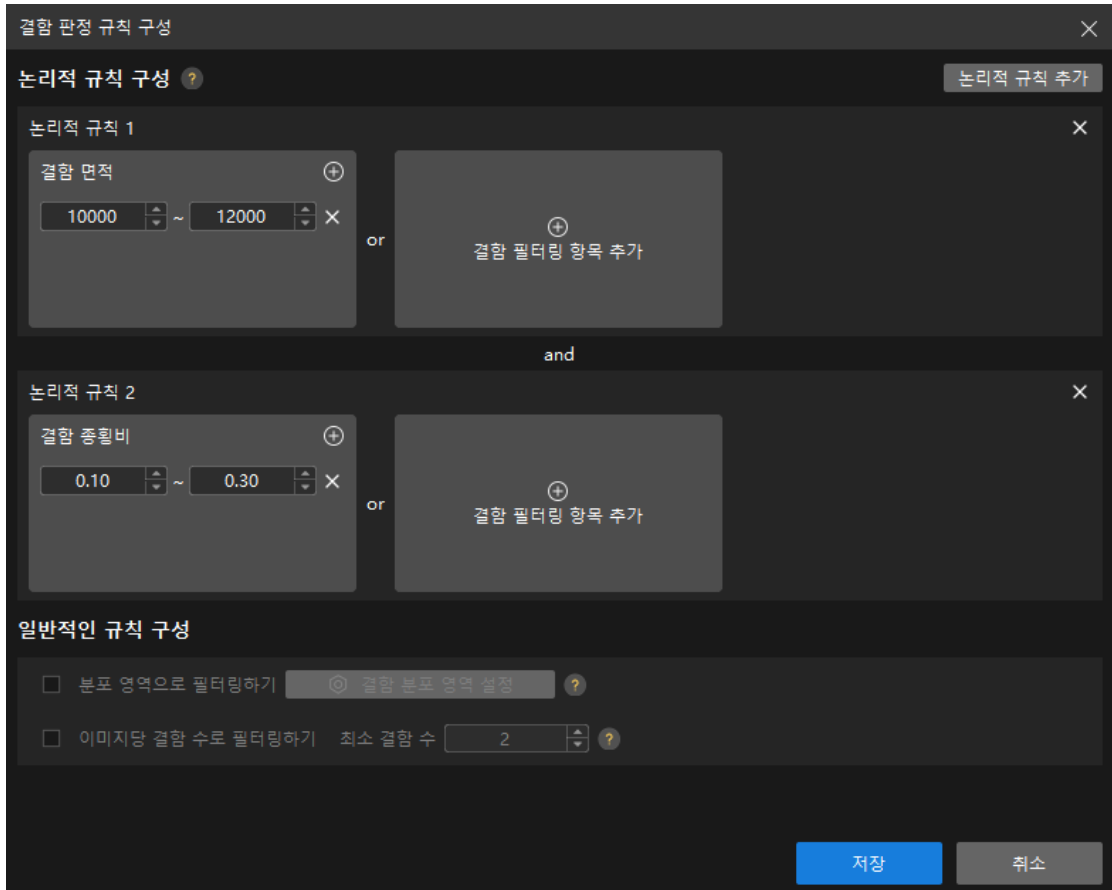 결함 판정 규칙 구성
논리적 규칙 구성 ?
논리적 규칙 추가
논리적 규칙 1
결함 면적
10000 ~ 12000
or
결함 필터링 항목 추가
and
논리적 규칙 2
결함 종횡비
0.10 ~ 0.30
or
결함 필터링 항목 추가
일반적인 규칙 구성
분포 영역으로 필터링하기 결함 분포 영역 설정 ?
이미지당 결함 수로 필터링하기 최소 결함 수 2 ?
저장
취소